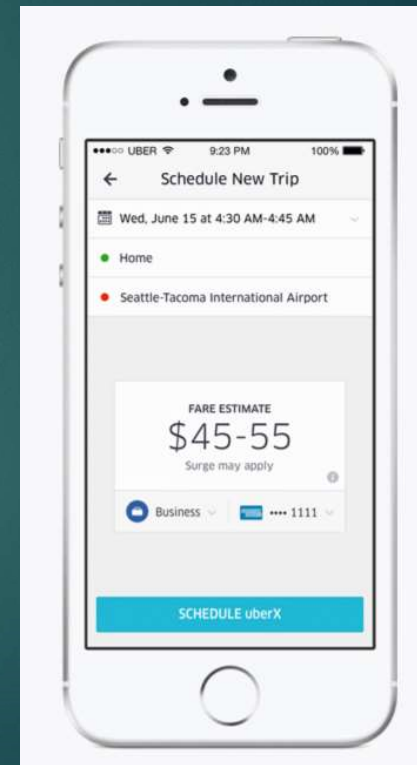 UBER 9:23 PM 100%
Schedule New Trip
Wed, June 15 at 4:30 AM-4:45 AM
Home
Seattle-Tacoma International Airport
FARE ESTIMATE
$45-55
Surge may apply
Business •••• 1111
SCHEDULE uberX